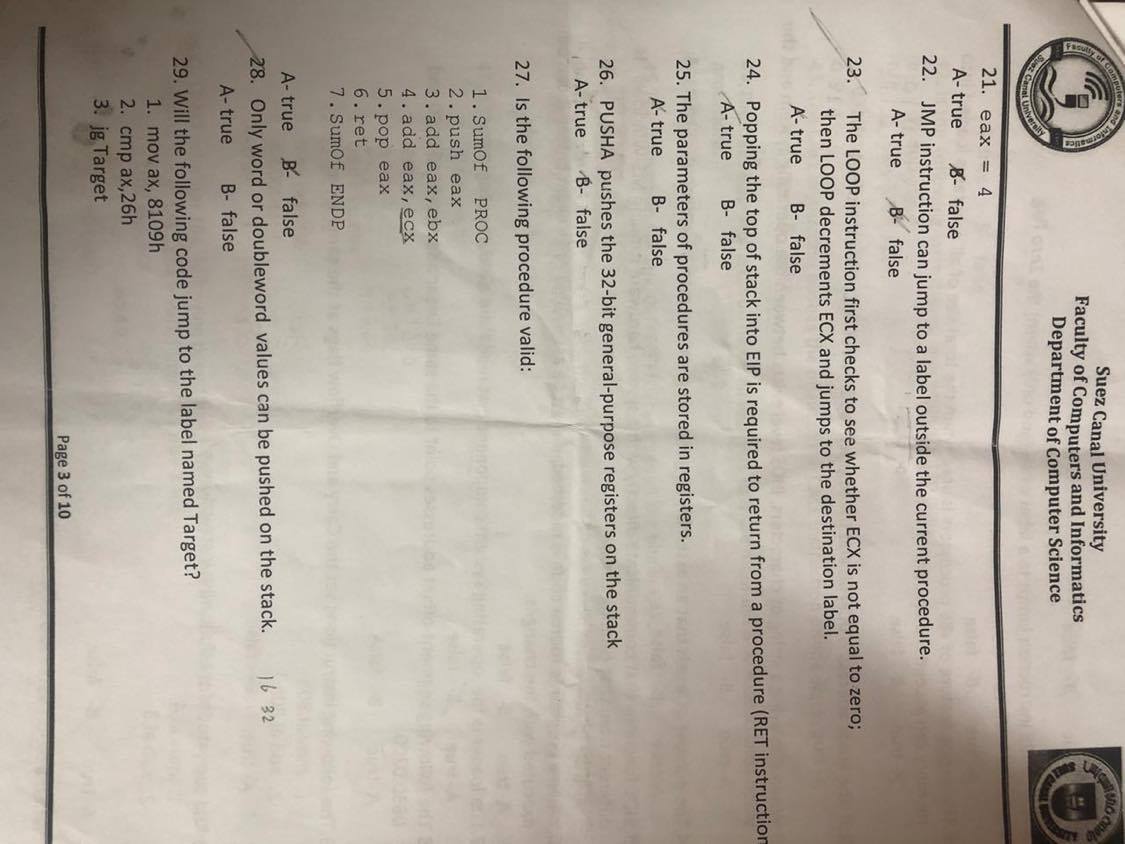 Faculty of Computers and Informatics
Suez Canal University
Suez Canal University
Faculty of Computers and Informatics
Department of Computer Science
SUEZ CANAL UNIVERSITY
21. eax = 4
A- true B- false
22. JMP instruction can jump to a label outside the current procedure.
A- true B- false
23. The LOOP instruction first checks to see whether ECX is not equal to zero;
then LOOP decrements ECX and jumps to the destination label.
A- true B- false
24. Popping the top of stack into EIP is required to return from a procedure (RET instruction
A- true B- false
25. The parameters of procedures are stored in registers.
A- true B- false
26. PUSHA pushes the 32-bit general-purpose registers on the stack
A- true B- false
27. Is the following procedure valid:
1. SumOf PROC
2. push eax
3. add eax,ebx
4. add eax,ecx
5. pop eax
6. ret
7. SumOf ENDP
A- true B- false
28. Only word or doubleword values can be pushed on the stack. 16 32
A- true B- false
29. Will the following code jump to the label named Target?
1. mov ax, 8109h
2. cmp ax,26h
3. jg Target
Page 3 of 10